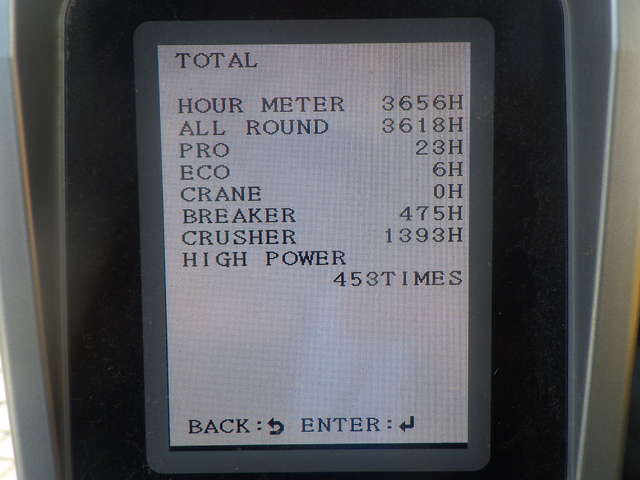 TOTAL
HOUR METER 3656H
ALL ROUND 3618H
PRO 23H
ECO 6H
CRANE 0H
BREAKER 475H
CRUSHER 1393H
HIGH POWER
453TIMES
BACK:⮌ ENTER:↵